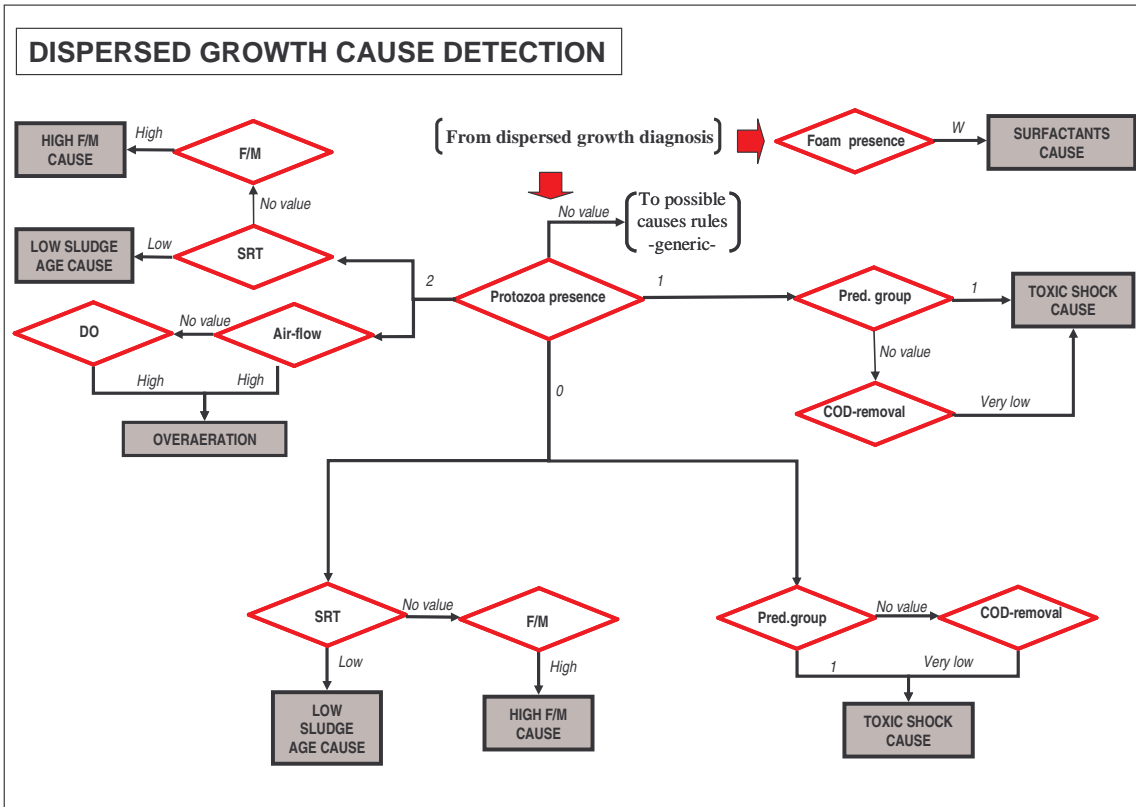 DISPERSED GROWTH CAUSE DETECTION
From dispersed growth diagnosis
Foam presence
W
SURFACTANTS
CAUSE
HIGH F/M
CAUSE
High
F/M
No value
No value
To possible
causes rules
-generic-
LOW SLUDGE
AGE CAUSE
Low
SRT
2
Protozoa presence
1
Pred. group
1
TOXIC SHOCK
CAUSE
DO
No value
Air-flow
No value
High
High
0
COD-removal
Very low
OVERAERATION
SRT
No value
F/M
Pred.group
No value
COD-removal
Low
High
1
Very low
LOW
SLUDGE
AGE CAUSE
HIGH F/M
CAUSE
TOXIC SHOCK
CAUSE